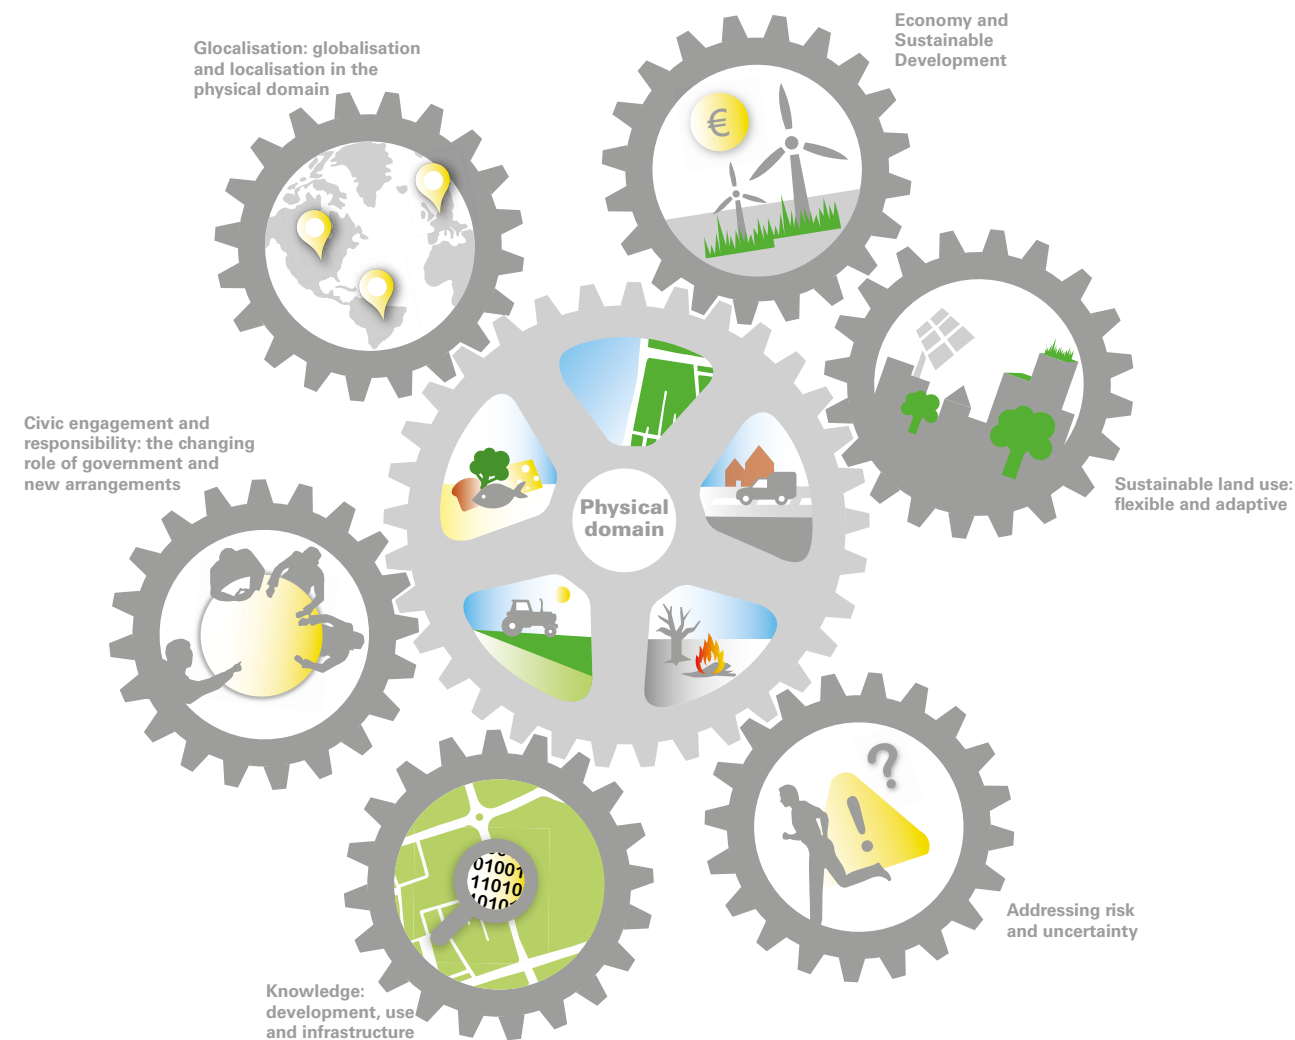 Economy and
Sustainable
Development
Glocalisation: globalisation
and localisation in the
physical domain
€
Civic engagement and
responsibility: the changing
role of government and
new arrangements
Sustainable land use:
flexible and adaptive
Physical
domain
?
!
01001
11010
Addressing risk
and uncertainty
Knowledge:
development, use
and infrastructure